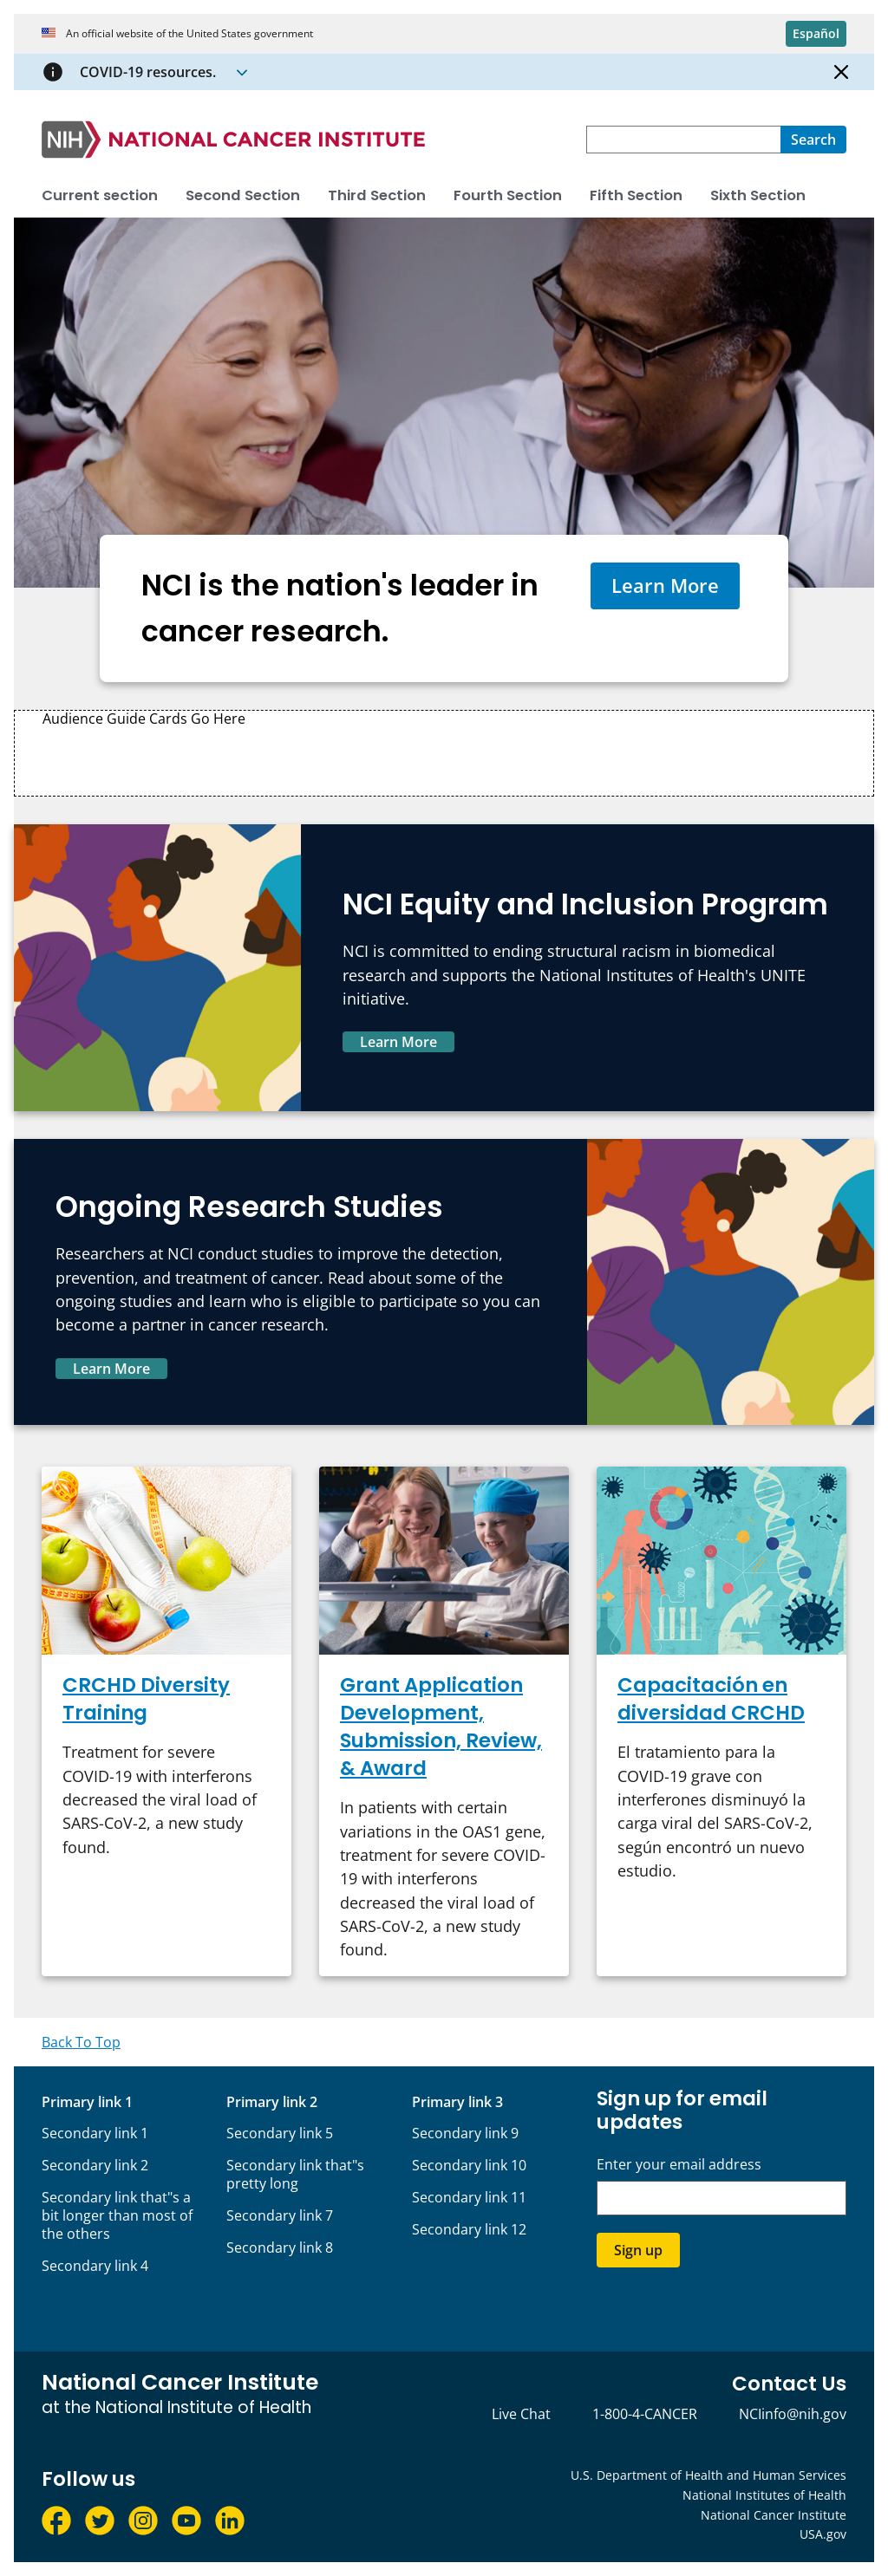 An official website of the United States government
Español
COVID-19 resources.
NIH NATIONAL CANCER INSTITUTE
Search
Current section Second Section Third Section Fourth Section Fifth Section Sixth Section
NCI is the nation's leader in
cancer research.
Learn More
Audience Guide Cards Go Here
NCI Equity and Inclusion Program
NCI is committed to ending structural racism in biomedical
research and supports the National Institutes of Health's UNITE
initiative.
Learn More
Ongoing Research Studies
Researchers at NCI conduct studies to improve the detection,
prevention, and treatment of cancer. Read about some of the
ongoing studies and learn who is eligible to participate so you can
become a partner in cancer research.
Learn More
CRCHD Diversity
Training
Treatment for severe
COVID-19 with interferons
decreased the viral load of
SARS-CoV-2, a new study
found.
Grant Application
Development,
Submission, Review,
& Award
In patients with certain
variations in the OAS1 gene,
treatment for severe COVID-
19 with interferons
decreased the viral load of
SARS-CoV-2, a new study
found.
Capacitación en
diversidad CRCHD
El tratamiento para la
COVID-19 grave con
interferones disminuyó la
carga viral del SARS-CoV-2,
según encontró un nuevo
estudio.
Back To Top
Primary link 1
Secondary link 1
Secondary link 2
Secondary link that"s a
bit longer than most of
the others
Secondary link 4
Primary link 2
Secondary link 5
Secondary link that"s
pretty long
Secondary link 7
Secondary link 8
Primary link 3
Secondary link 9
Secondary link 10
Secondary link 11
Secondary link 12
Sign up for email
updates
Enter your email address
Sign up
National Cancer Institute
at the National Institute of Health
Contact Us
Live Chat 1-800-4-CANCER NCIinfo@nih.gov
Follow us
U.S. Department of Health and Human Services
National Institutes of Health
National Cancer Institute
USA.gov